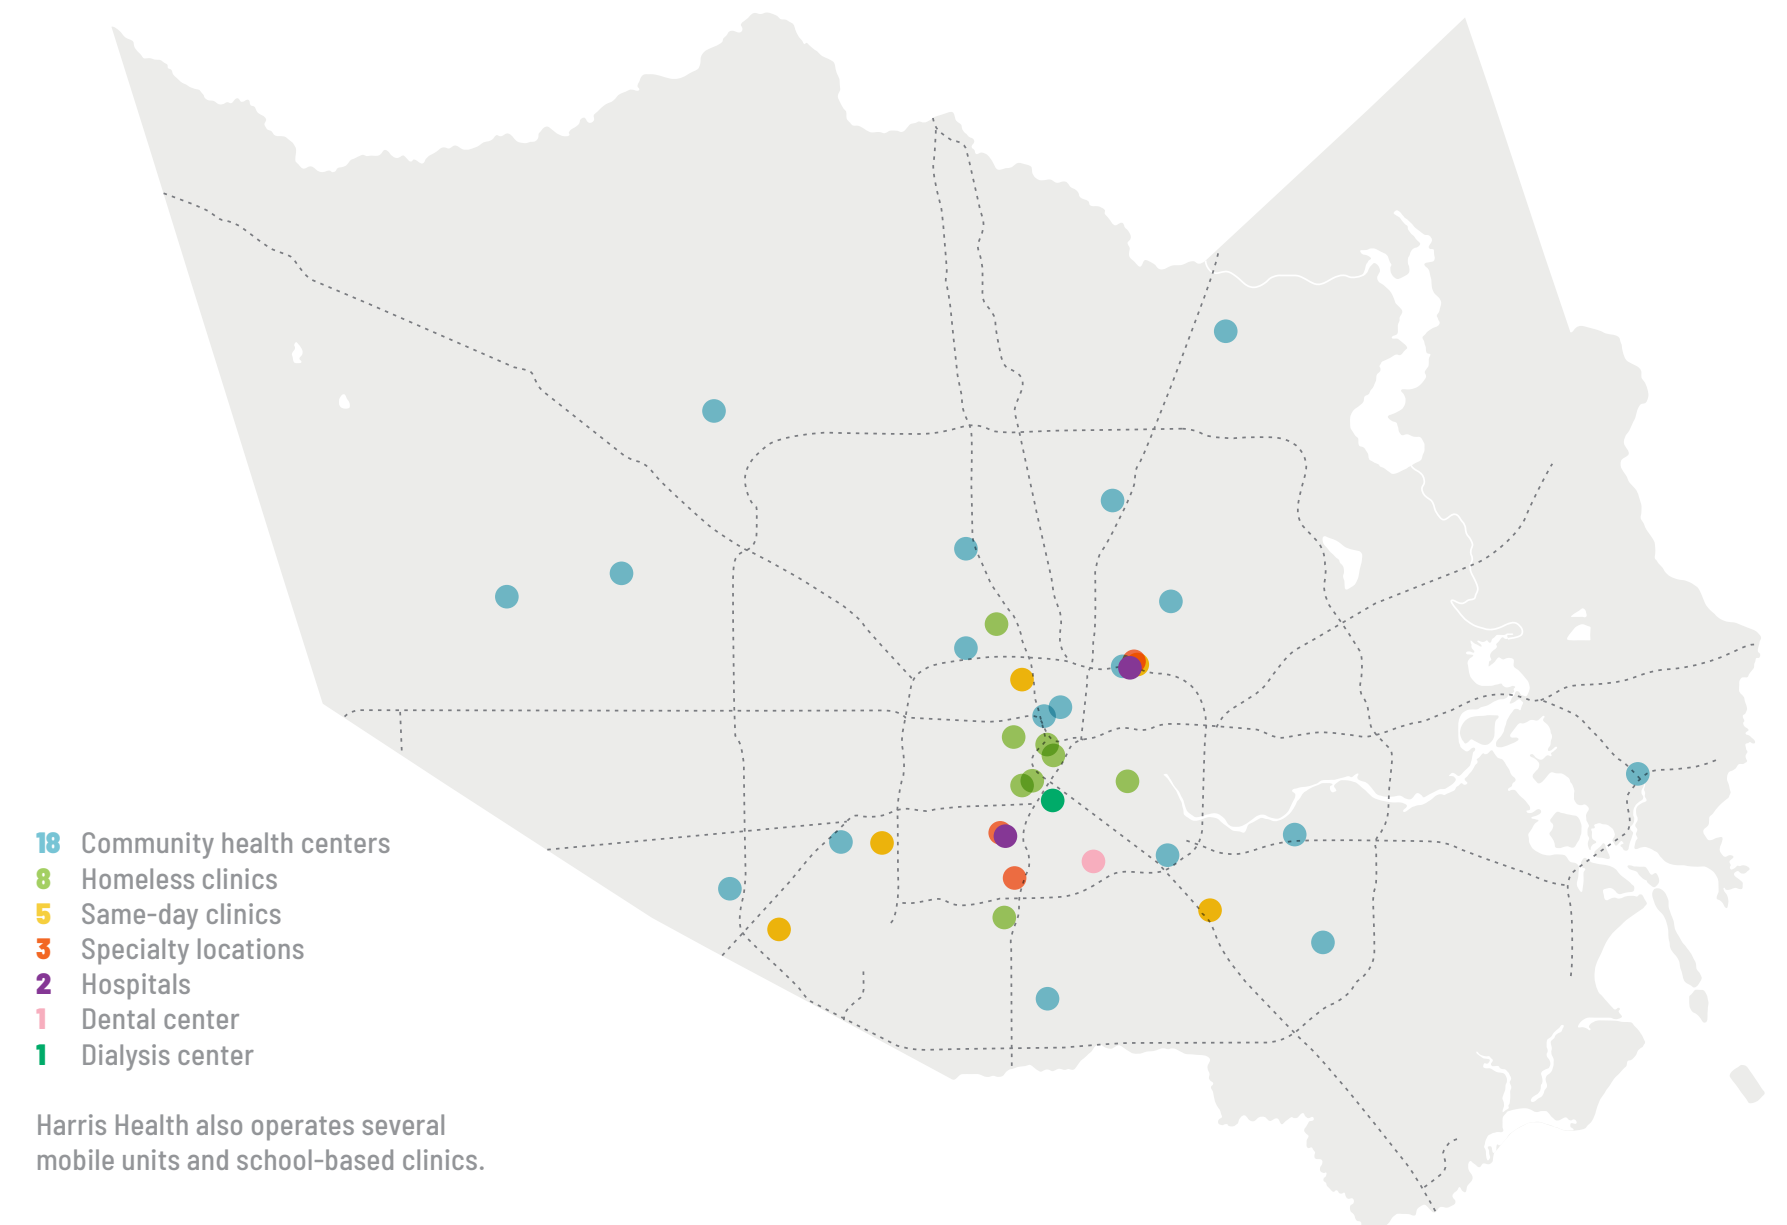 18 Community health centers
8 Homeless clinics
5 Same-day clinics
3 Specialty locations
2 Hospitals
1 Dental center
1 Dialysis center
Harris Health also operates several
mobile units and school-based clinics.